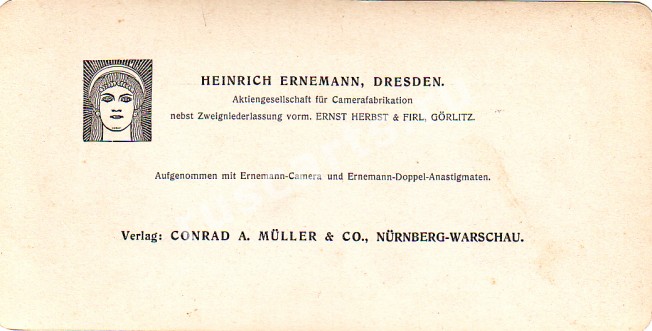 HEINRICH ERNEMANN, DRESDEN.
Aktiengesellschaft für Camerafabrikation
nebst Zweigniederlassung vorm. ERNST HERBST & FIRL, GÖRLITZ.
Aufgenommen mit Ernemann-Camera und Ernemann-Doppel-Anastigmaten.
Verlag: CONRAD A. MÜLLER & CO., NÜRNBERG-WARSCHAU.